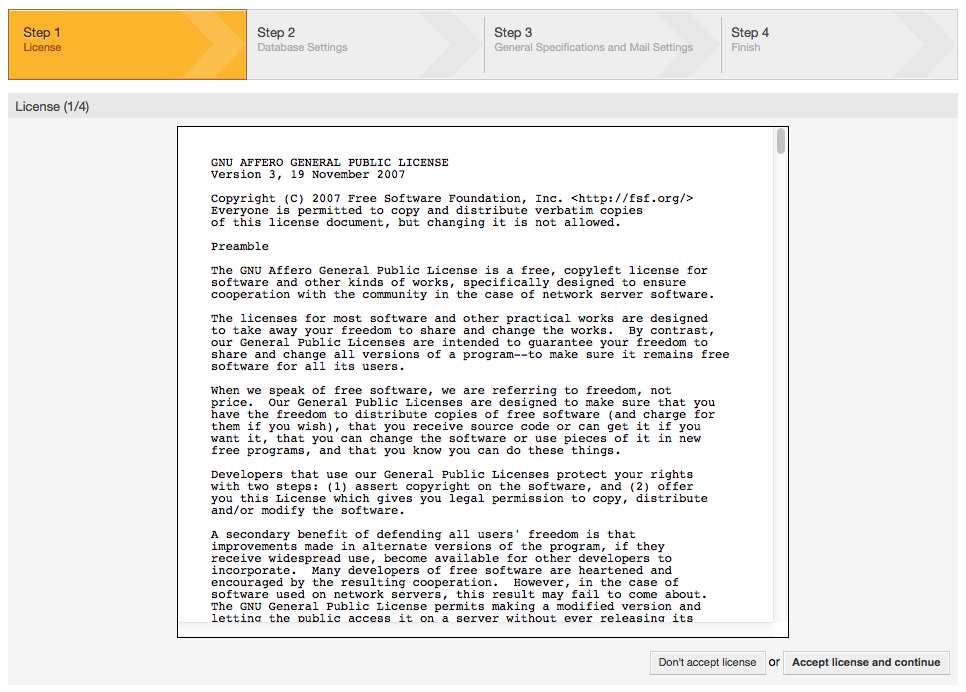 Step 1
License
Step 2
Database Settings
Step 3
General Specifications and Mail Settings
Step 4
Finish
License (1/4)
GNU AFFERO GENERAL PUBLIC LICENSE
Version 3, 19 November 2007
Copyright (C) 2007 Free Software Foundation, Inc. <http://fsf.org/>
Everyone is permitted to copy and distribute verbatim copies
of this license document, but changing it is not allowed.
Preamble
The GNU Affero General Public License is a free, copyleft license for
software and other kinds of works, specifically designed to ensure
cooperation with the community in the case of network server software.
The licenses for most software and other practical works are designed
to take away your freedom to share and change the works.  By contrast,
our General Public Licenses are intended to guarantee your freedom to
share and change all versions of a program--to make sure it remains free
software for all its users.
When we speak of free software, we are referring to freedom, not
price.  Our General Public Licenses are designed to make sure that you
have the freedom to distribute copies of free software (and charge for
them if you wish), that you receive source code or can get it if you
want it, that you can change the software or use pieces of it in new
free programs, and that you know you can do these things.
Developers that use our General Public Licenses protect your rights
with two steps: (1) assert copyright on the software, and (2) offer
you this License which gives you legal permission to copy, distribute
and/or modify the software.
A secondary benefit of defending all users' freedom is that
improvements made in alternate versions of the program, if they
receive widespread use, become available for other developers to
incorporate.  Many developers of free software are heartened and
encouraged by the resulting cooperation.  However, in the case of
software used on network servers, this result may fail to come about.
The GNU General Public License permits making a modified version and
letting the public access it on a server without ever releasing its
Don't accept license or Accept license and continue